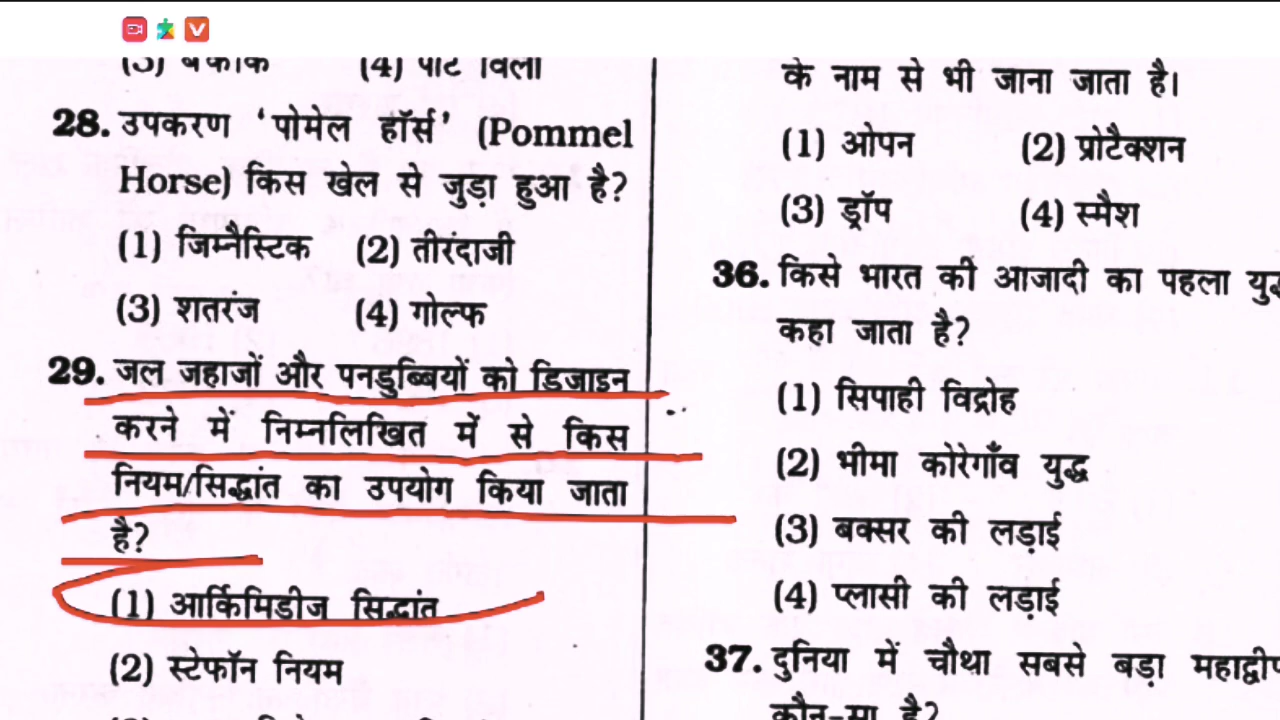 (3) बैकॉक (4) पोर्ट विला
28. उपकरण 'पोमेल हॉर्स' (Pommel
Horse) किस खेल से जुड़ा हुआ है?
(1) जिम्नैस्टिक (2) तीरंदाजी
(3) शतरंज (4) गोल्फ
29. जल जहाजों और पनडुब्बियों को डिजाइन
करने में निम्नलिखित में से किस
नियम/सिद्धांत का उपयोग किया जाता
है?
(1) आर्किमिडीज सिद्धांत
(2) स्टेफॉन नियम
के नाम से भी जाना जाता है।
(1) ओपन (2) प्रोटैक्शन
(3) ड्रॉप (4) स्मैश
36. किसे भारत की आजादी का पहला
कहा जाता है?
(1) सिपाही विद्रोह
(2) भीमा कोरेगाँव युद्ध
(3) बक्सर की लड़ाई
(4) प्लासी की लड़ाई
37. दुनिया में चौथा सबसे बड़ा महाद्वीप
कौन-सा है?